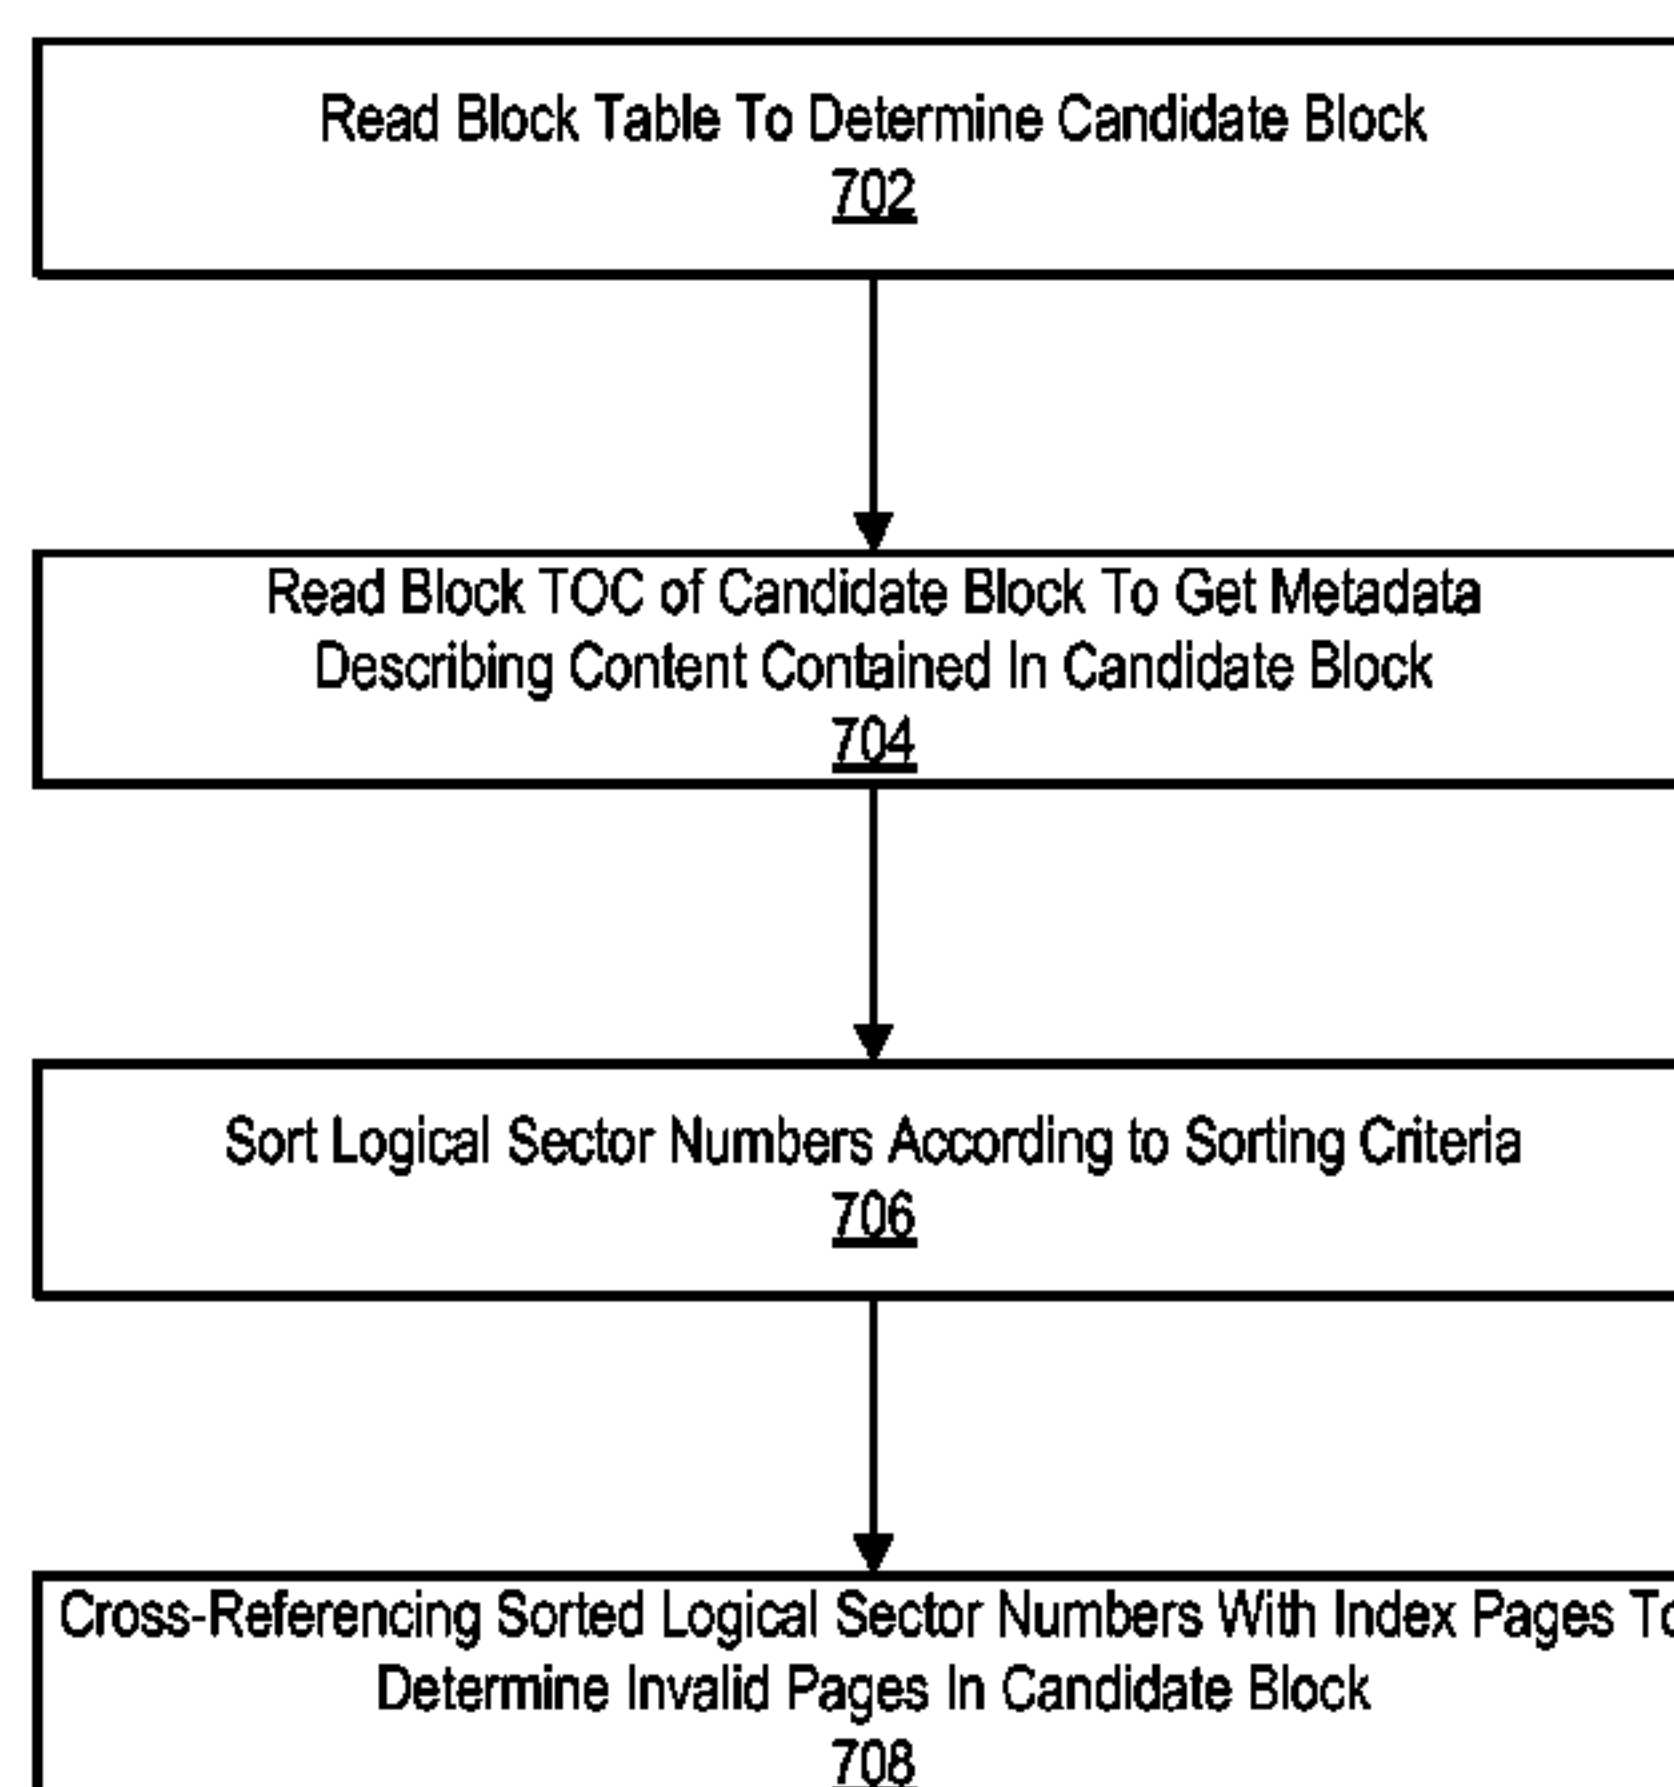 Read Block Table To Determine Candidate Block
702
Read Block TOC of Candidate Block To Get Metadata
Describing Content Contained In Candidate Block
704
Sort Logical Sector Numbers According to Sorting Criteria
706
Cross-Referencing Sorted Logical Sector Numbers With Index Pages To
Determine Invalid Pages In Candidate Block
708